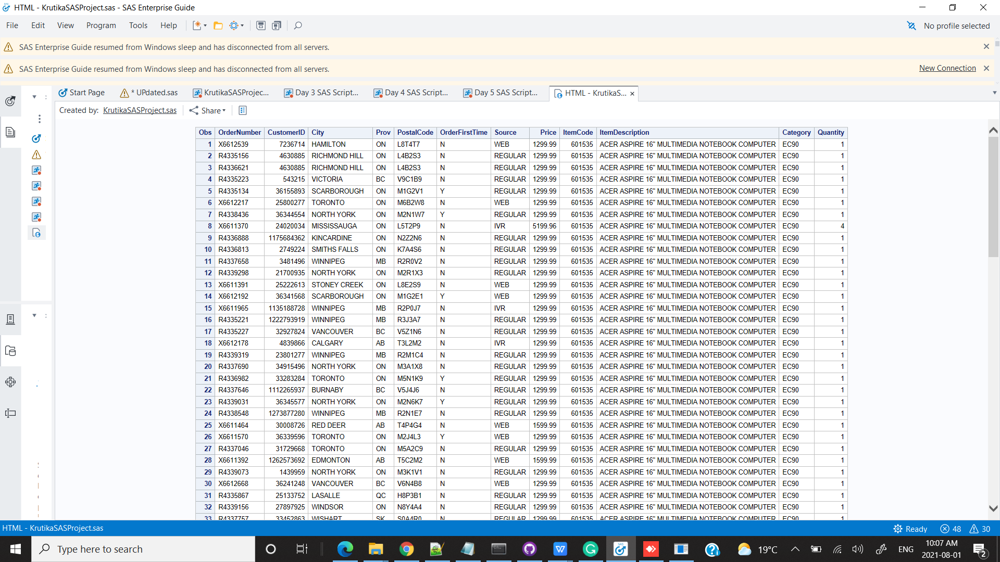 HTML - KrutikaSASProject.sas - SAS Enterprise Guide
File Edit View Program Tools Help No profile selected
SAS Enterprise Guide resumed from Windows sleep and has disconnected from all servers.
SAS Enterprise Guide resumed from Windows sleep and has disconnected from all servers. New Connection
Start Page * UPdated.sas KrutikaSASProjec... Day 3 SAS Script... Day 4 SAS Script... Day 5 SAS Script... HTML - KrutikaS...
Created by: KrutikaSASProject.sas Share
Obs OrderNumber CustomerID City Prov PostalCode OrderFirstTime Source Price ItemCode ItemDescription Category Quantity
1 X6612539 7236714 HAMILTON ON L8T4T7 N WEB 1299.99 601535 ACER ASPIRE 16" MULTIMEDIA NOTEBOOK COMPUTER EC90 1
2 R4335156 4630885 RICHMOND HILL ON L4B2S3 N REGULAR 1299.99 601535 ACER ASPIRE 16" MULTIMEDIA NOTEBOOK COMPUTER EC90 1
3 R4336621 4630885 RICHMOND HILL ON L4B2S3 N REGULAR 1299.99 601535 ACER ASPIRE 16" MULTIMEDIA NOTEBOOK COMPUTER EC90 1
4 R4335223 543215 VICTORIA BC V9C1B9 N REGULAR 1299.99 601535 ACER ASPIRE 16" MULTIMEDIA NOTEBOOK COMPUTER EC90 1
5 R4335134 36155893 SCARBOROUGH ON M1G2V1 Y REGULAR 1299.99 601535 ACER ASPIRE 16" MULTIMEDIA NOTEBOOK COMPUTER EC90 1
6 X6612217 25800277 TORONTO ON M6B2W8 N WEB 1299.99 601535 ACER ASPIRE 16" MULTIMEDIA NOTEBOOK COMPUTER EC90 1
7 R4338436 36344554 NORTH YORK ON M2N1W7 Y REGULAR 1299.99 601535 ACER ASPIRE 16" MULTIMEDIA NOTEBOOK COMPUTER EC90 1
8 X6611370 24020034 MISSISSAUGA ON L5T2P9 N IVR 5199.96 601535 ACER ASPIRE 16" MULTIMEDIA NOTEBOOK COMPUTER EC90 4
9 R4336888 1175684362 KINCARDINE ON N2Z2N6 N REGULAR 1299.99 601535 ACER ASPIRE 16" MULTIMEDIA NOTEBOOK COMPUTER EC90 1
10 R4336813 2749224 SMITHS FALLS ON K7A4S6 N REGULAR 1299.99 601535 ACER ASPIRE 16" MULTIMEDIA NOTEBOOK COMPUTER EC90 1
11 R4337658 3481496 WINNIPEG MB R2R0V2 N REGULAR 1299.99 601535 ACER ASPIRE 16" MULTIMEDIA NOTEBOOK COMPUTER EC90 1
12 R4339298 21700935 NORTH YORK ON M2R1X3 N REGULAR 1299.99 601535 ACER ASPIRE 16" MULTIMEDIA NOTEBOOK COMPUTER EC90 1
13 X6611391 25222613 STONEY CREEK ON L8E2S9 N WEB 1299.99 601535 ACER ASPIRE 16" MULTIMEDIA NOTEBOOK COMPUTER EC90 1
14 X6612192 36341568 SCARBOROUGH ON M1G2E1 Y WEB 1299.99 601535 ACER ASPIRE 16" MULTIMEDIA NOTEBOOK COMPUTER EC90 1
15 X6611965 1135188728 WINNIPEG MB R2P0J7 N IVR 1299.99 601535 ACER ASPIRE 16" MULTIMEDIA NOTEBOOK COMPUTER EC90 1
16 R4335221 1222793919 WINNIPEG MB R3J3A7 N REGULAR 1299.99 601535 ACER ASPIRE 16" MULTIMEDIA NOTEBOOK COMPUTER EC90 1
17 R4335227 32927824 VANCOUVER BC V5Z1N6 N REGULAR 1299.99 601535 ACER ASPIRE 16" MULTIMEDIA NOTEBOOK COMPUTER EC90 1
18 X6612178 4839866 CALGARY AB T3L2M2 N IVR 1299.99 601535 ACER ASPIRE 16" MULTIMEDIA NOTEBOOK COMPUTER EC90 1
19 R4339319 23801277 WINNIPEG MB R2M1C4 N REGULAR 1299.99 601535 ACER ASPIRE 16" MULTIMEDIA NOTEBOOK COMPUTER EC90 1
20 R4337690 34915496 NORTH YORK ON M3A1X8 N REGULAR 1299.99 601535 ACER ASPIRE 16" MULTIMEDIA NOTEBOOK COMPUTER EC90 1
21 R4336982 33283284 TORONTO ON M5N1K9 Y REGULAR 1299.99 601535 ACER ASPIRE 16" MULTIMEDIA NOTEBOOK COMPUTER EC90 1
22 R4337646 1112265937 BURNABY BC V5J4J6 N REGULAR 1299.99 601535 ACER ASPIRE 16" MULTIMEDIA NOTEBOOK COMPUTER EC90 1
23 R4339031 36345577 NORTH YORK ON M2N6K7 Y REGULAR 1299.99 601535 ACER ASPIRE 16" MULTIMEDIA NOTEBOOK COMPUTER EC90 1
24 R4338548 1273877280 WINNIPEG MB R2N1E7 N REGULAR 1299.99 601535 ACER ASPIRE 16" MULTIMEDIA NOTEBOOK COMPUTER EC90 1
25 X6611464 30008726 RED DEER AB T4P4G4 N WEB 1599.99 601535 ACER ASPIRE 16" MULTIMEDIA NOTEBOOK COMPUTER EC90 1
26 X6611570 36339596 TORONTO ON M2J4L3 Y WEB 1299.99 601535 ACER ASPIRE 16" MULTIMEDIA NOTEBOOK COMPUTER EC90 1
27 R4337046 31729668 TORONTO ON M5A2C9 N REGULAR 1299.99 601535 ACER ASPIRE 16" MULTIMEDIA NOTEBOOK COMPUTER EC90 1
28 X6611392 1262573692 EDMONTON AB T5C2M2 N WEB 1599.99 601535 ACER ASPIRE 16" MULTIMEDIA NOTEBOOK COMPUTER EC90 1
29 R4339073 1439959 NORTH YORK ON M3K1V1 N REGULAR 1299.99 601535 ACER ASPIRE 16" MULTIMEDIA NOTEBOOK COMPUTER EC90 1
30 X6612668 36241248 VANCOUVER BC V6N4B8 N WEB 1299.99 601535 ACER ASPIRE 16" MULTIMEDIA NOTEBOOK COMPUTER EC90 1
31 R4335867 25133752 LASALLE QC H8P3B1 N REGULAR 1299.99 601535 ACER ASPIRE 16" MULTIMEDIA NOTEBOOK COMPUTER EC90 1
32 R4339156 27897925 WINDSOR ON N8Y4A4 N REGULAR 1299.99 601535 ACER ASPIRE 16" MULTIMEDIA NOTEBOOK COMPUTER EC90 1
33 R4337757 33452863 WISHART SK S0A4R0 N REGULAR 1299.99 601535 ACER ASPIRE 16" MULTIMEDIA NOTEBOOK COMPUTER EC90 1
HTML - KrutikaSASProject.sas Ready 48 30
Type here to search 19°C ENG 10:07 AM
2021-08-01 2